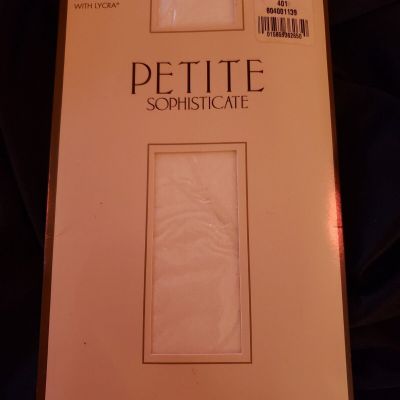 WITH LYCRA®
401
804001139
PETITE
SOPHISTICATE